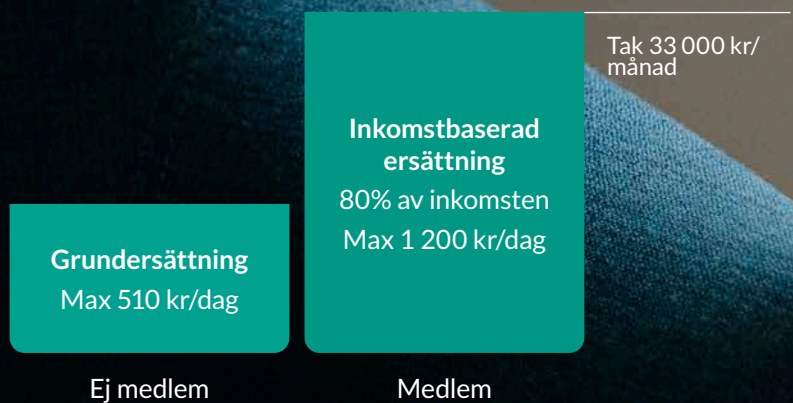 Tak 33 000 kr/
månad
Inkomstbaserad
ersättning
80% av inkomsten
Max 1 200 kr/dag
Grundersättning
Max 510 kr/dag
Ej medlem
Medlem